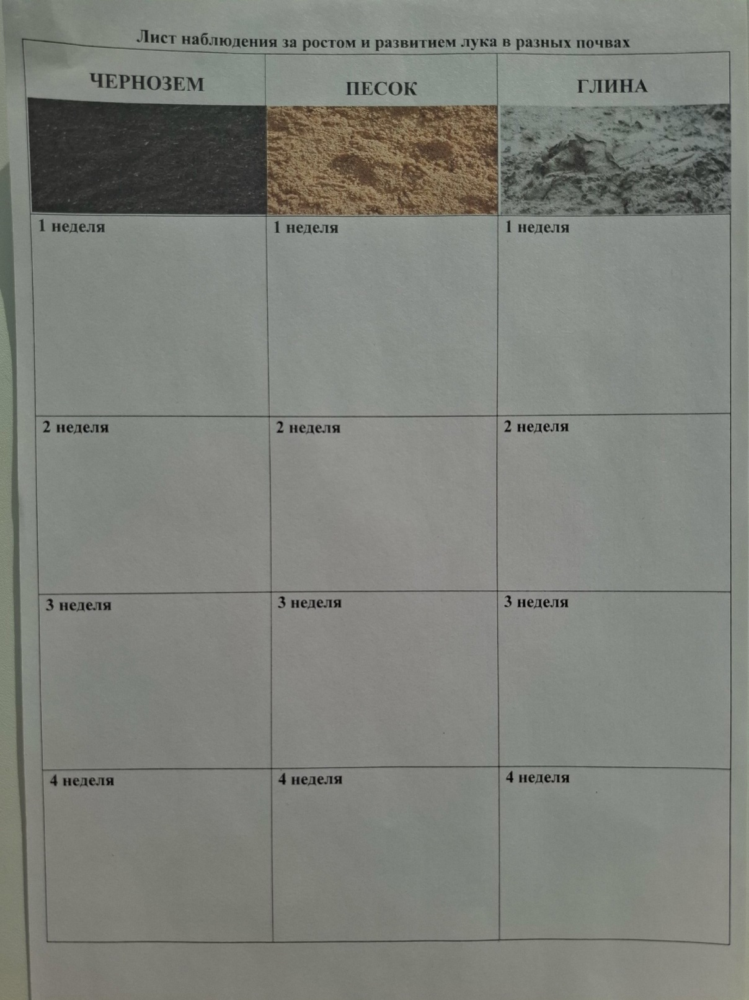 Лист наблюдения за ростом и развитием лука в разных почвах
ЧЕРНОЗЕМ
ПЕСОК
ГЛИНА
1 неделя
1 неделя
1 неделя
2 неделя
2 неделя
2 неделя
3 неделя
3 неделя
3 неделя
4 неделя
4 неделя
4 неделя